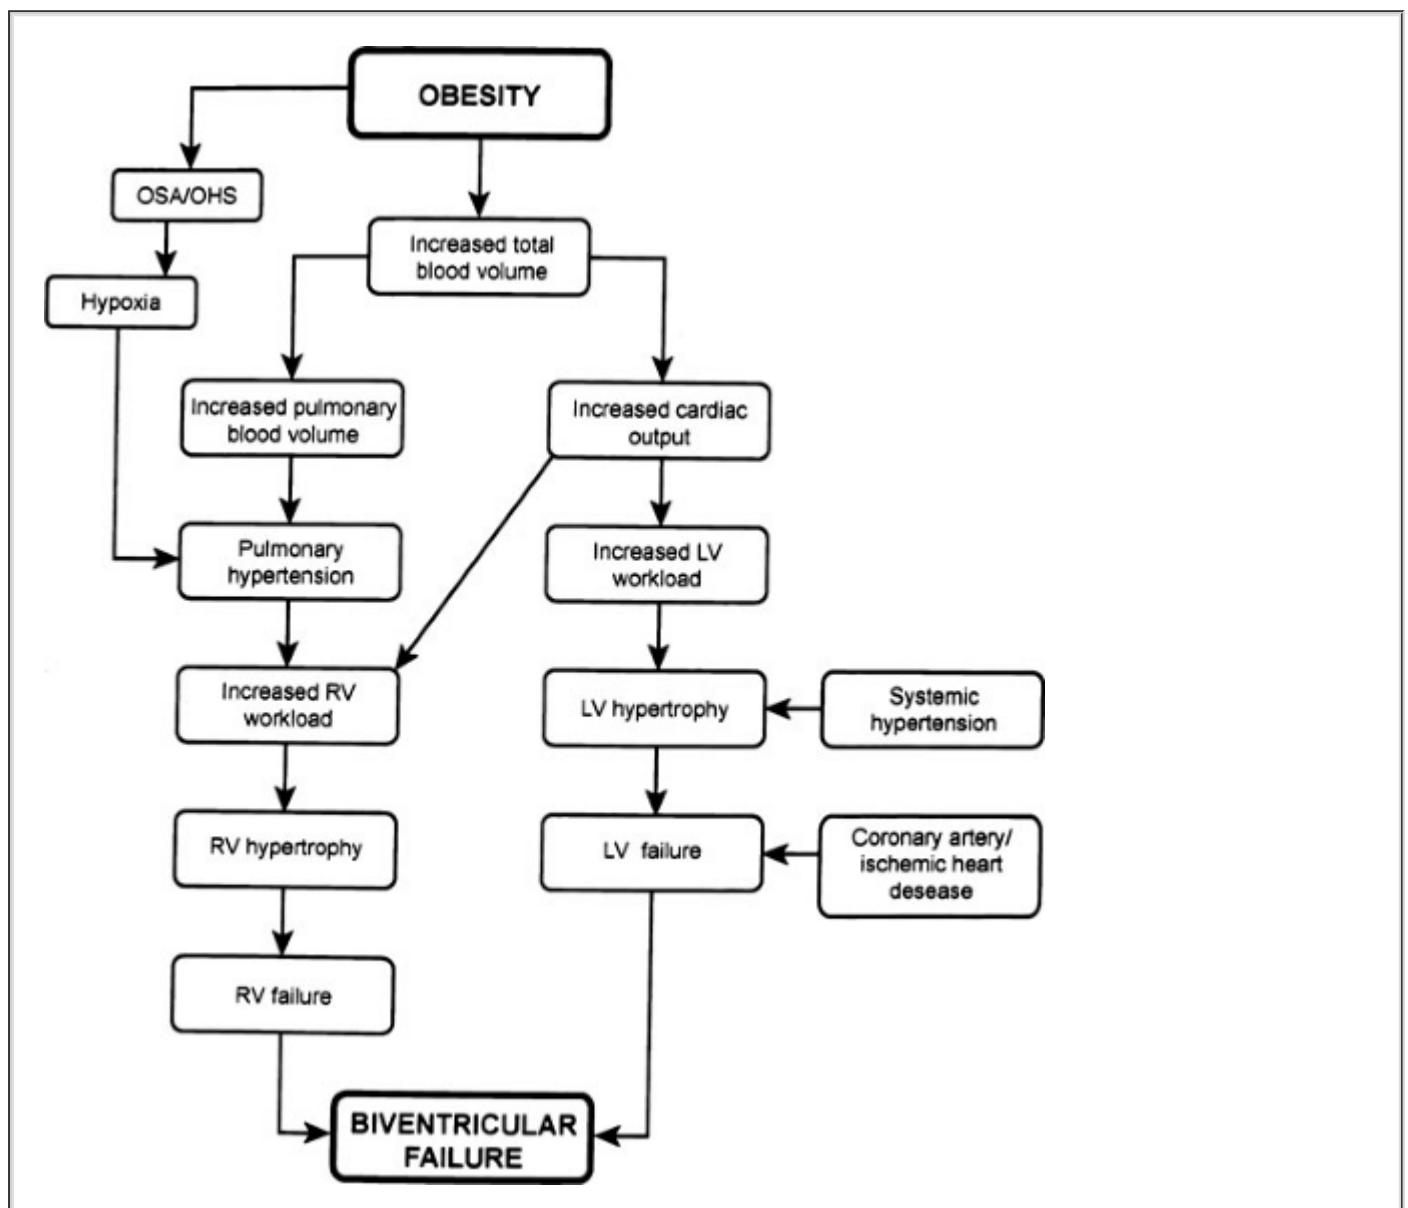 OBESITY
OSA/OHS
Increased total
blood volume
Hypoxia
Increased pulmonary
blood volume
Increased cardiac
output
Pulmonary
hypertension
Increased LV
workload
Increased RV
workload
LV hypertrophy
Systemic
hypertension
RV hypertrophy
LV failure
Coronary artery/
ischemic heart
desease
RV failure
BIVENTRICULAR
FAILURE